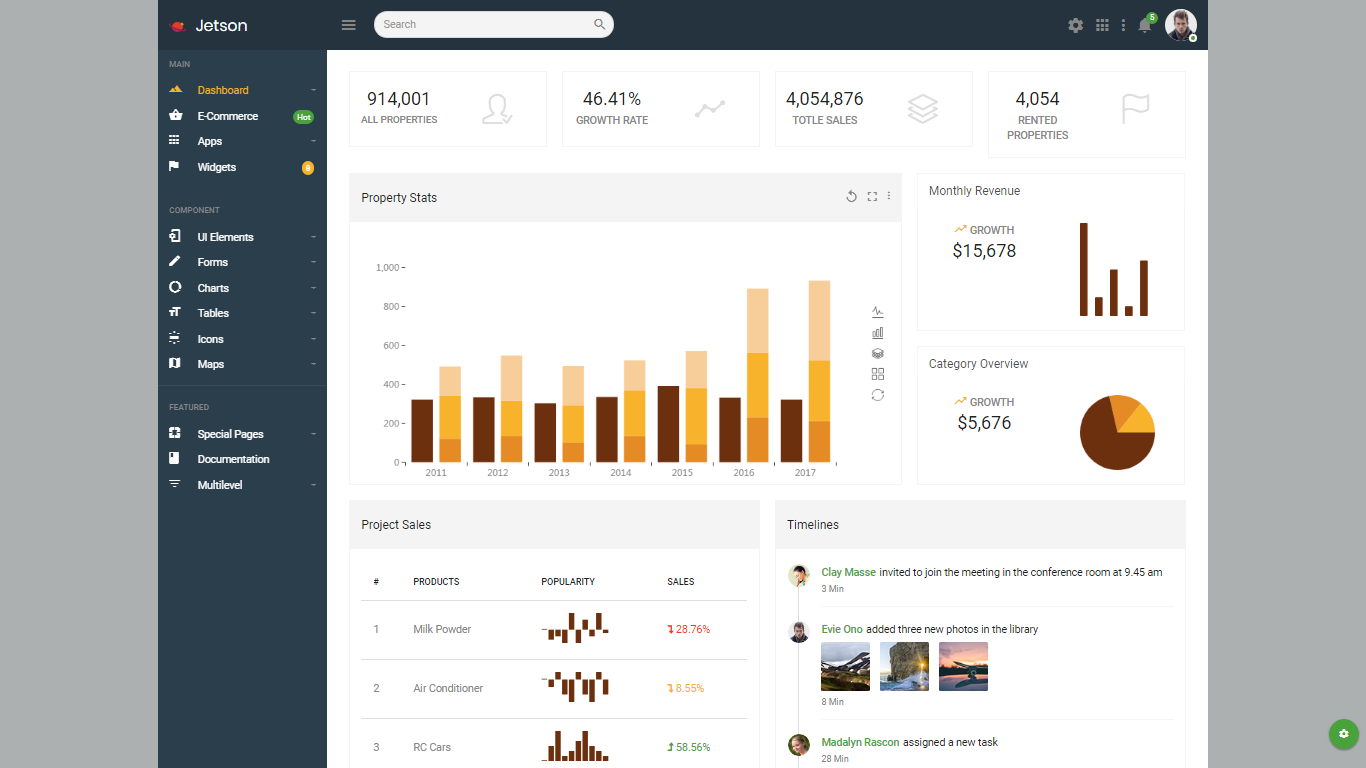 Jetson
Search
5
MAIN
Dashboard
E-Commerce Hot
Apps
Widgets 8
COMPONENT
UI Elements
Forms
Charts
Tables
Icons
Maps
FEATURED
Special Pages
Documentation
Multilevel
914,001
ALL PROPERTIES
46.41%
GROWTH RATE
4,054,876
TOTLE SALES
4,054
RENTED
PROPERTIES
Property Stats
1,000
800
600
400
200
0
2011 2012 2013 2014 2015 2016 2017
Monthly Revenue
GROWTH
$15,678
Category Overview
GROWTH
$5,676
Project Sales
# PRODUCTS POPULARITY SALES
1 Milk Powder 28.76%
2 Air Conditioner 8.55%
3 RC Cars 58.56%
Timelines
Clay Masse invited to join the meeting in the conference room at 9.45 am
3 Min
Evie Ono added three new photos in the library
8 Min
Madalyn Rascon assigned a new task
28 Min